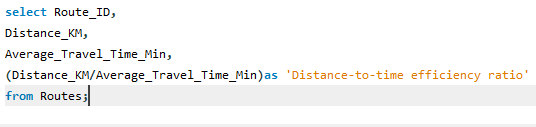 select Route_ID,
Distance_KM,
Average_Travel_Time_Min,
(Distance_KM/Average_Travel_Time_Min)as 'Distance-to-time efficiency ratio'
from Routes;